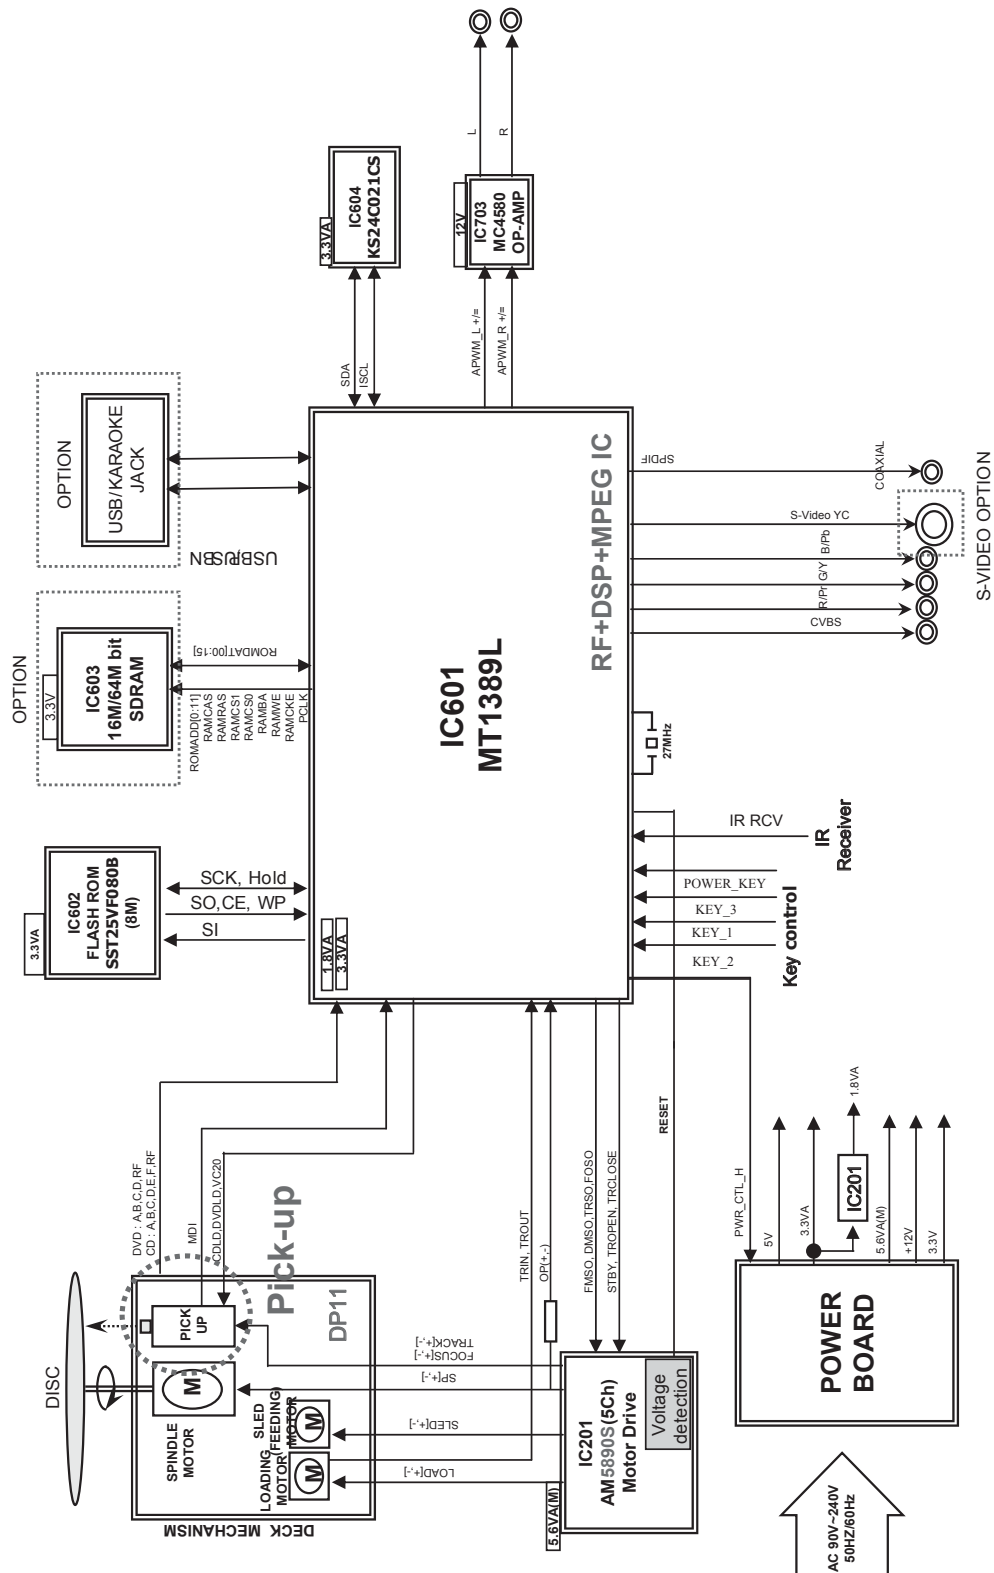 L
R
3.3VA
IC604
KS24C021CS
12V
IC703
MC4580
OP-AMP
SDA
ISCL
APWM_L +/=
APWM_R +/=
OPTION
USB/KARAOKE
JACK
OPTION
3.3V
IC603
16M/64M bit
SDRAM
ROMDAT[00:15]
ROMADD[0:11]
RAMCAS
RAMRAS
RAMCS1
RAMCS0
RAMBA
RAMWE
RAMCKE
PCLK
3.3VA
IC602
FLASH ROM
SST25VF080B
(8M)
SCK, Hold
SO,CE, WP
SI
1.8VA
3.3VA
IC601
MT1389L
RF+DSP+MPEG IC
SPDIF
COAXIAL
S-Video YC
B/Pb
G/Y
R/Pr
CVBS
S-VIDEO OPTION
27MHz
IR RCV
IR
Receiver
POWER_KEY
KEY_3
KEY_1
KEY_2
Key control
DVD : A,B,C,D,RF
CD : A,B,C,D,E,F,RF
MDI
CDLD,DVDLD,VC20
TRIN, TROUT
OP(+,-)
FMSO, DMSO,TRSO,FOSO
STBY, TROPEN, TRCLOSE
RESET
PWR_CTL_H
5V
3.3VA
IC201
1.8VA
5.6VA(M)
+12V
3.3V
POWER
BOARD
AC 90V~240V
50HZ/60Hz
DISC
Pick-up
DP11
PICK
UP
M
SPINDLE
MOTOR
SLED
(FEEDING)
MOTOR
M
LOADING
MOTOR
M
DECK MECHANISM
TRACK[+,-]
FOCUS[+,-]
SP[+,-]
SLED[+,-]
LOAD[+,-]
5.6VA(M)
IC201
AM5890S(5Ch)
Motor Drive
Voltage
detection